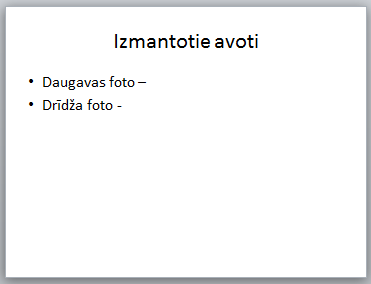 Izmantotie avoti
• Daugavas foto –
• Drīdža foto -